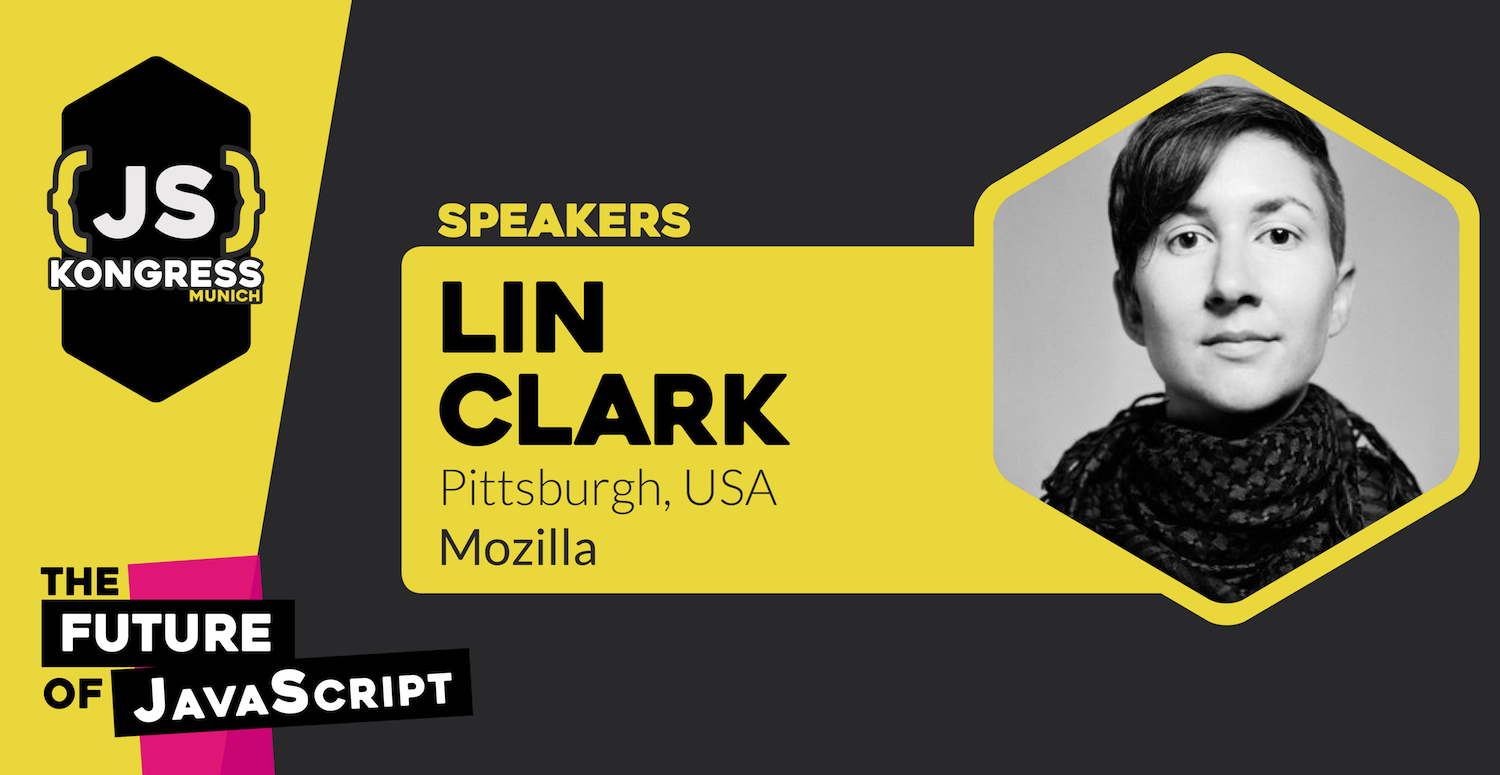 JS
KONGRESS
MUNICH
SPEAKERS
LIN
CLARK
Pittsburgh, USA
Mozilla
THE
FUTURE
OF JAVASCRIPT